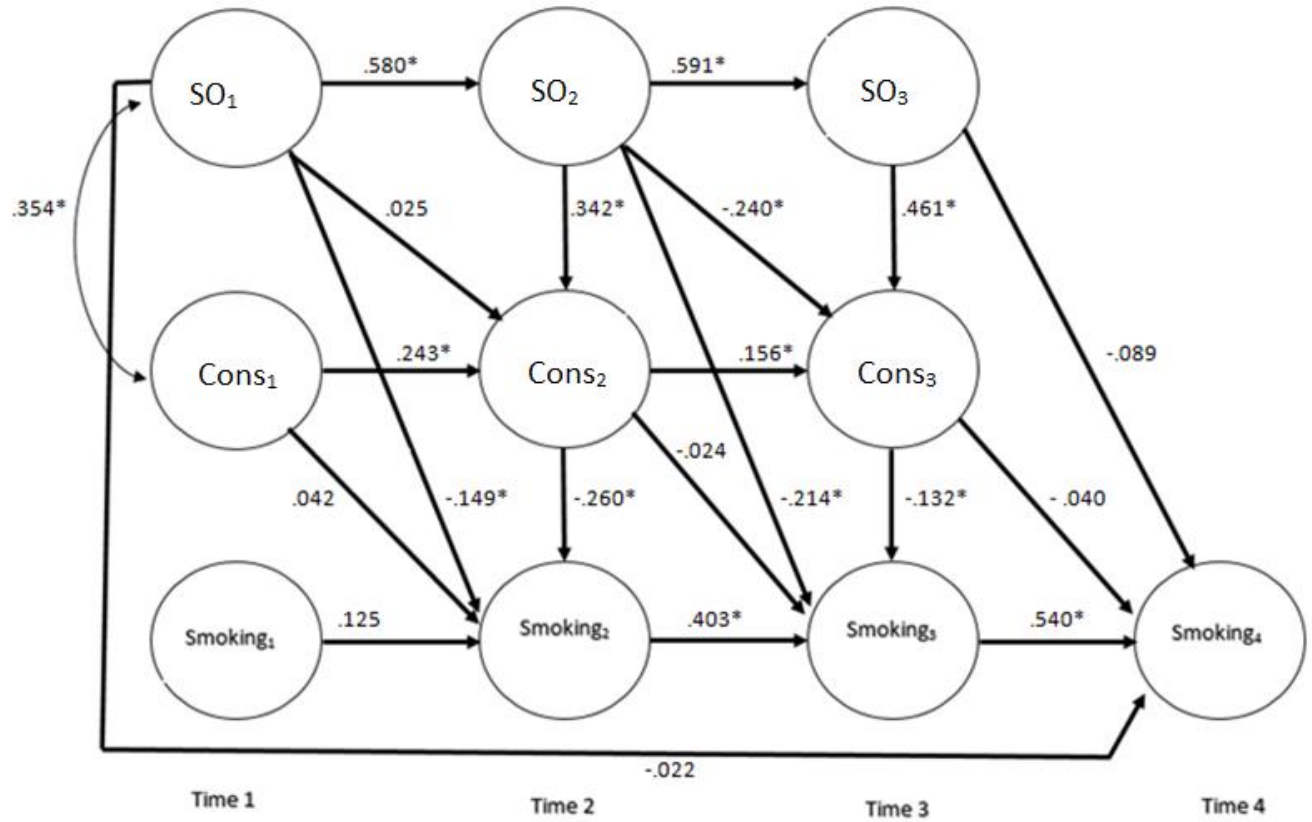 .580*
.591*
SO₁
SO₂
SO₃
.354*
.025
.342*
-.240*
.461*
-.089
.243*
.156*
Cons₁
Cons₂
Cons₃
-.024
.042
-.149*
-.260*
-.214*
-.132*
- .040
.125
.403*
.540*
Smoking₁
Smoking₂
Smoking₃
Smoking₄
-.022
Time 1
Time 2
Time 3
Time 4